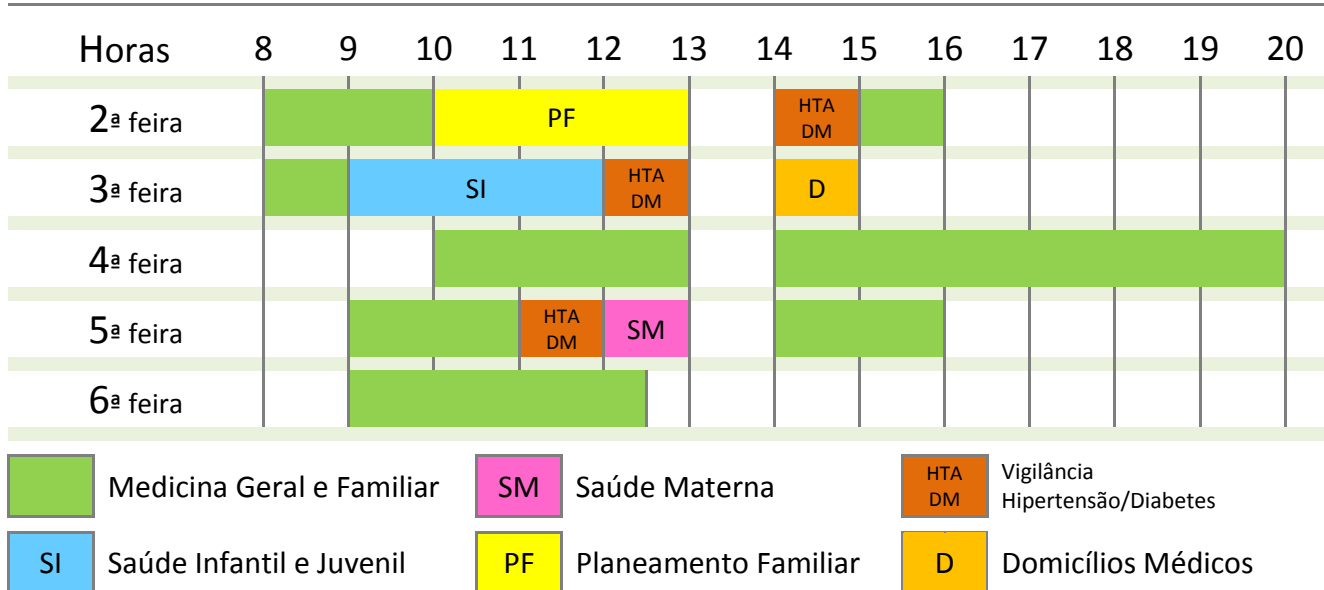 Horas 8 9 10 11 12 13 14 15 16 17 18 19 20
2ª feira PF HTA DM
3ª feira SI HTA DM D
4ª feira
5ª feira HTA DM SM
6ª feira
Medicina Geral e Familiar SM Saúde Materna HTA DM Vigilância Hipertensão/Diabetes
SI Saúde Infantil e Juvenil PF Planeamento Familiar D Domicílios Médicos